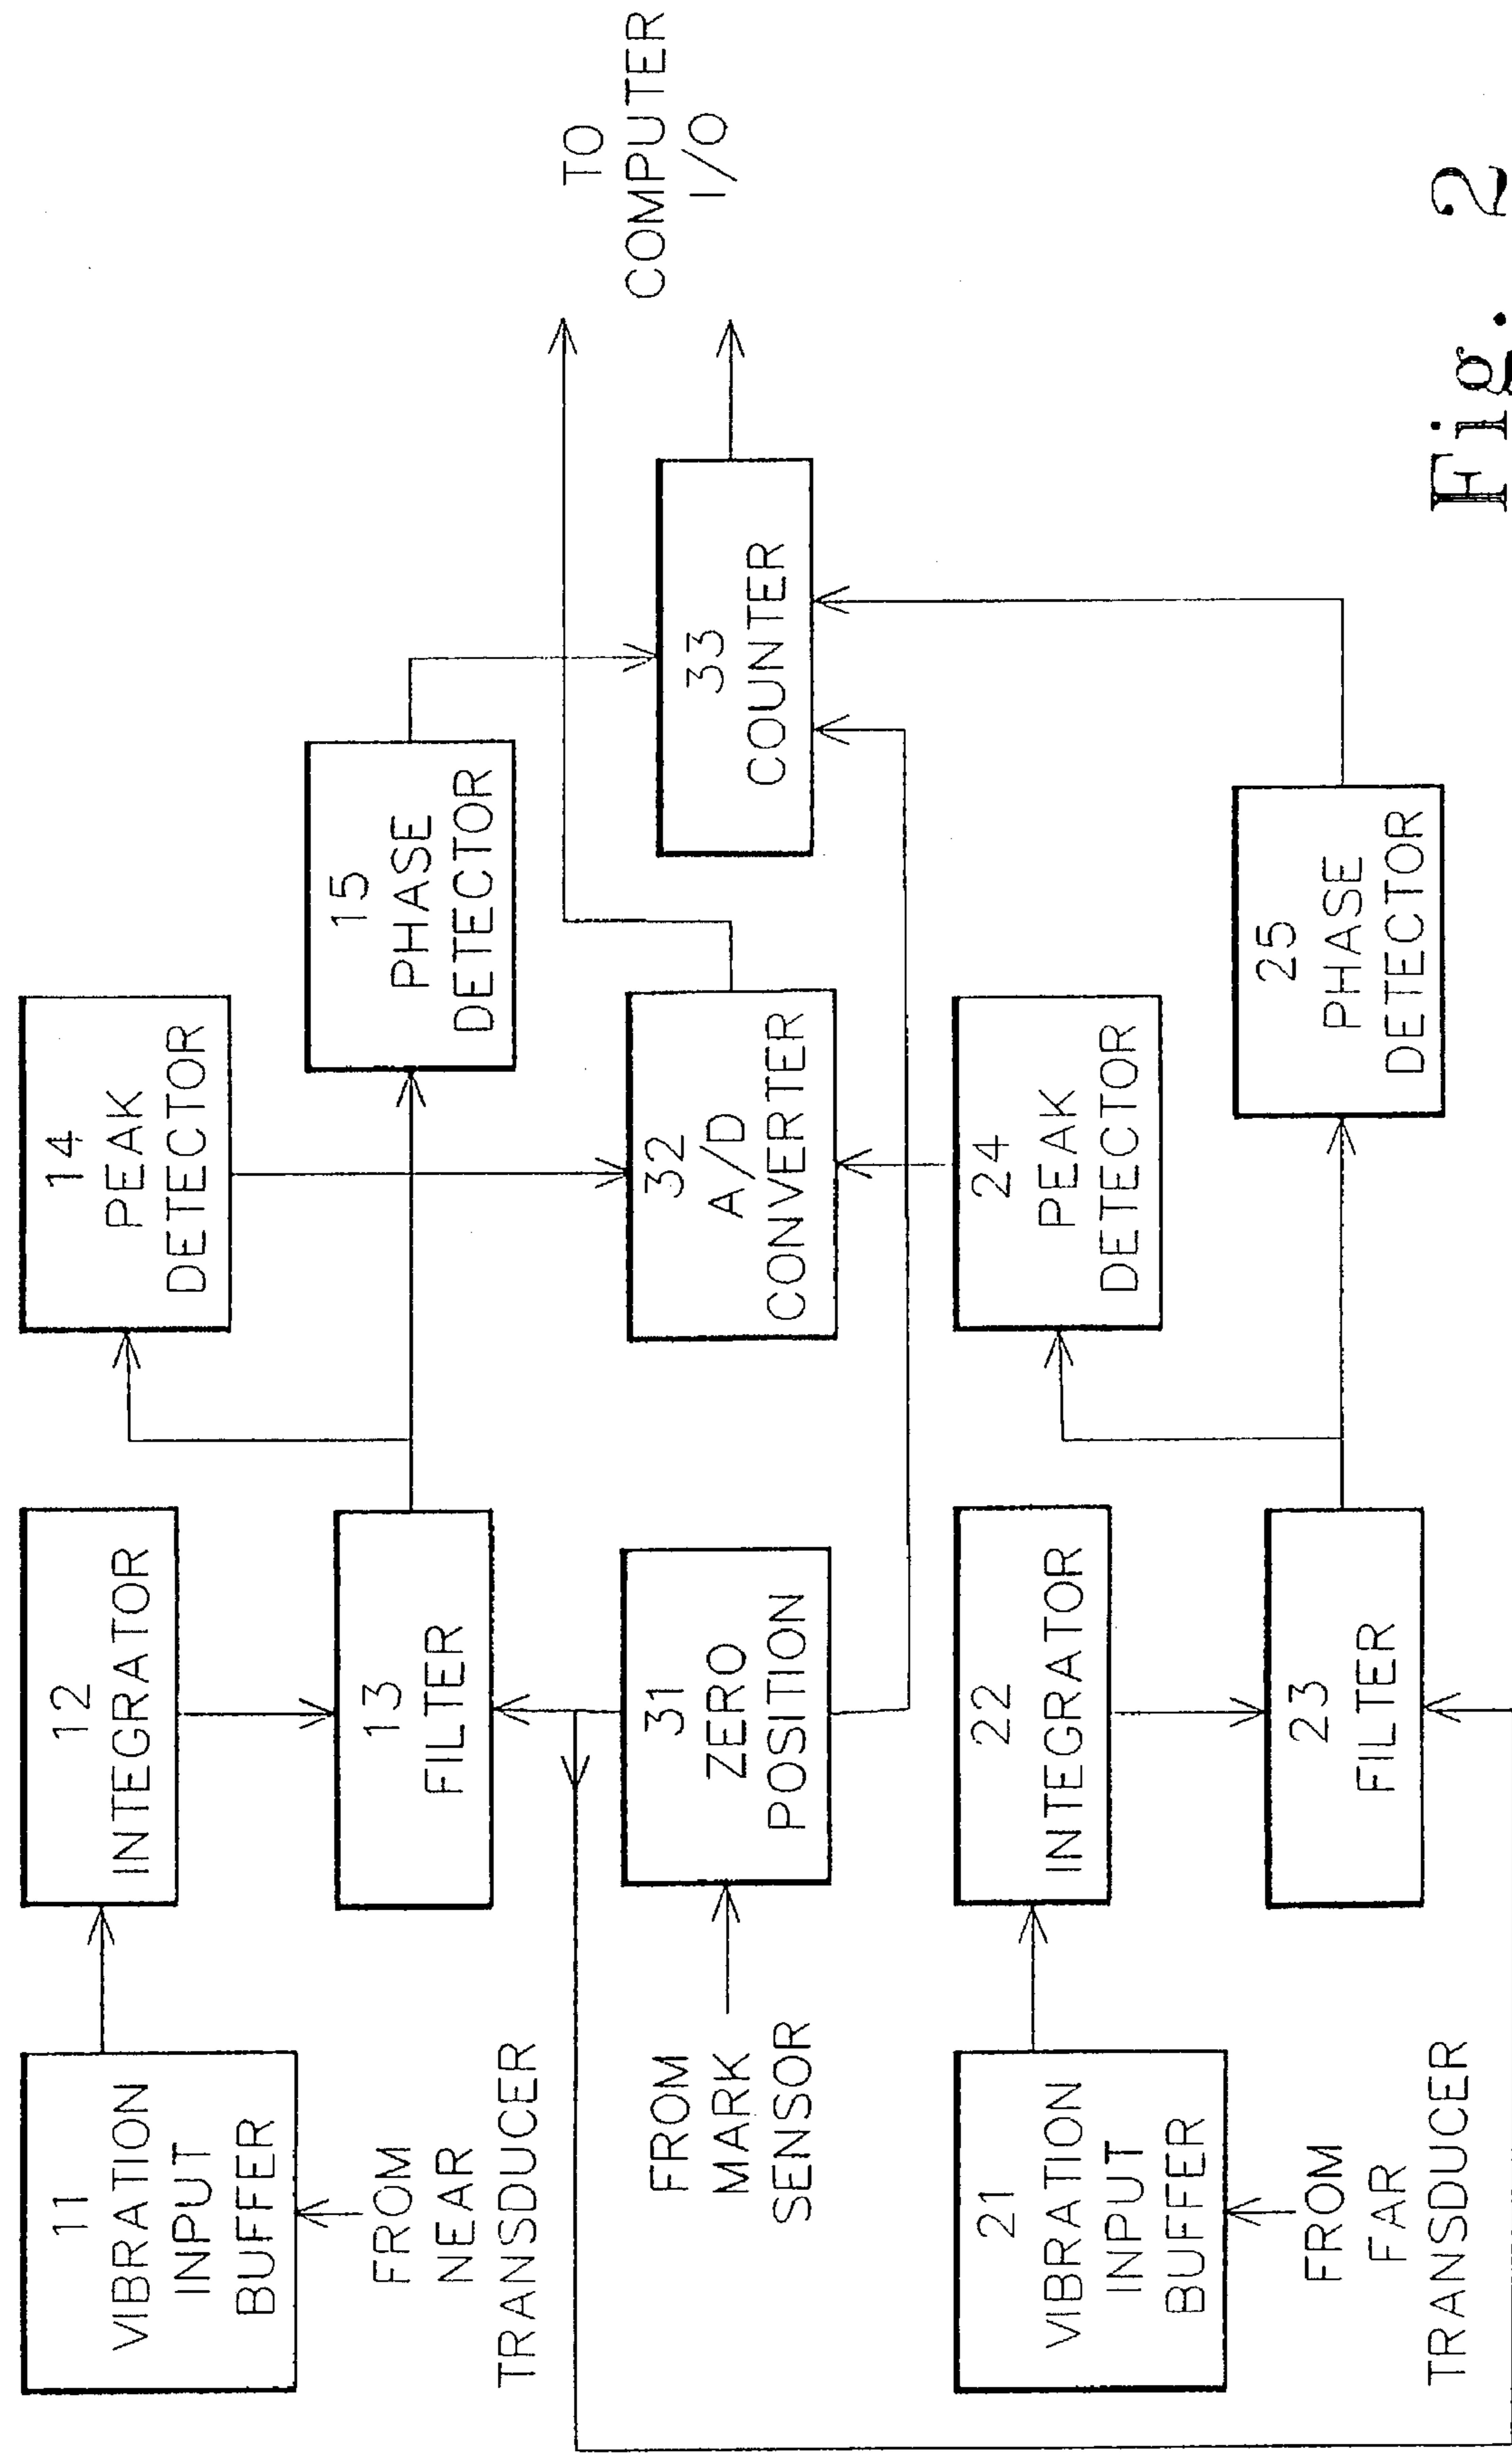 11
VIBRATION
INPUT
BUFFER
FROM
NEAR
TRANSDUCER
12
INTEGRATOR
13
FILTER
14
PEAK
DETECTOR
15
PHASE
DETECTOR
FROM
MARK
SENSOR
31
ZERO
POSITION
32
A/D
CONVERTER
33
COUNTER
TO
COMPUTER
I/O
21
VIBRATION
INPUT
BUFFER
FROM
FAR
TRANSDUCER
22
INTEGRATOR
23
FILTER
24
PEAK
DETECTOR
25
PHASE
DETECTOR
Fig. 2